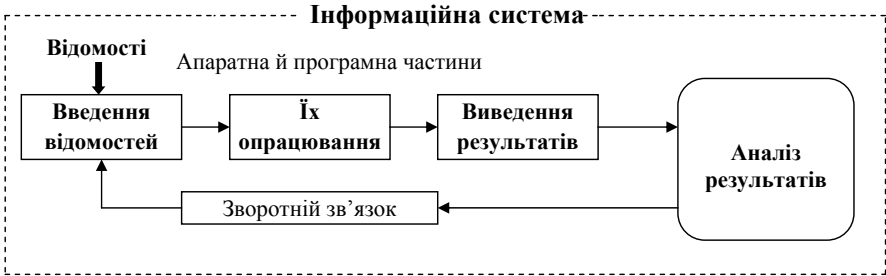 Інформаційна система
Відомості
Апаратна й програмна частини
Введення
відомостей
Їх
опрацювання
Виведення
результатів
Аналіз
результатів
Зворотній зв’язок